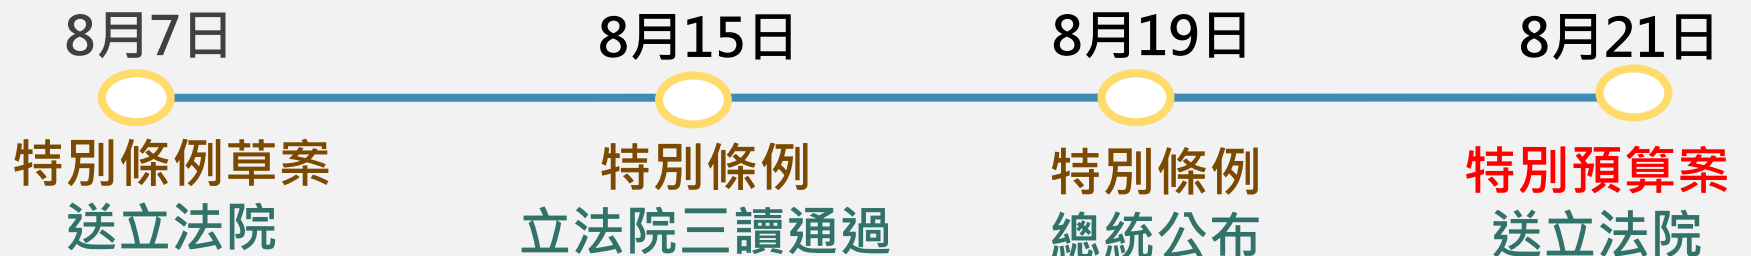 8月7日
8月15日
8月19日
8月21日
特別條例草案
送立法院
特別條例
立法院三讀通過
特別條例
總統公布
特別預算案
送立法院